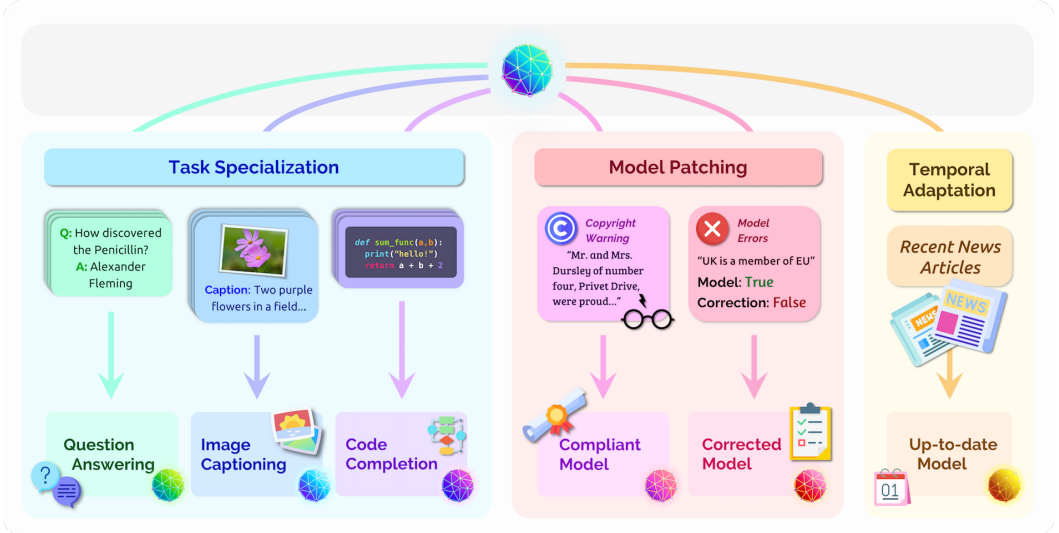 Task Specialization
Q: How discovered
the Penicillin?
A: Alexander
Fleming
Caption: Two purple
flowers in a field...
def sum_func(a,b):
print("hello!")
return a + b + 2
Question
Answering
?
Image
Captioning
Code
Completion
Model Patching
C
Copyright
Warning
"Mr. and Mrs.
Dursley of number
four, Privet Drive,
were proud..."
Model
Errors
"UK is a member of EU"
Model: True
Correction: False
Compliant
Model
Corrected
Model
Temporal
Adaptation
Recent News
Articles
NEWS
NEWS
Up-to-date
Model
01